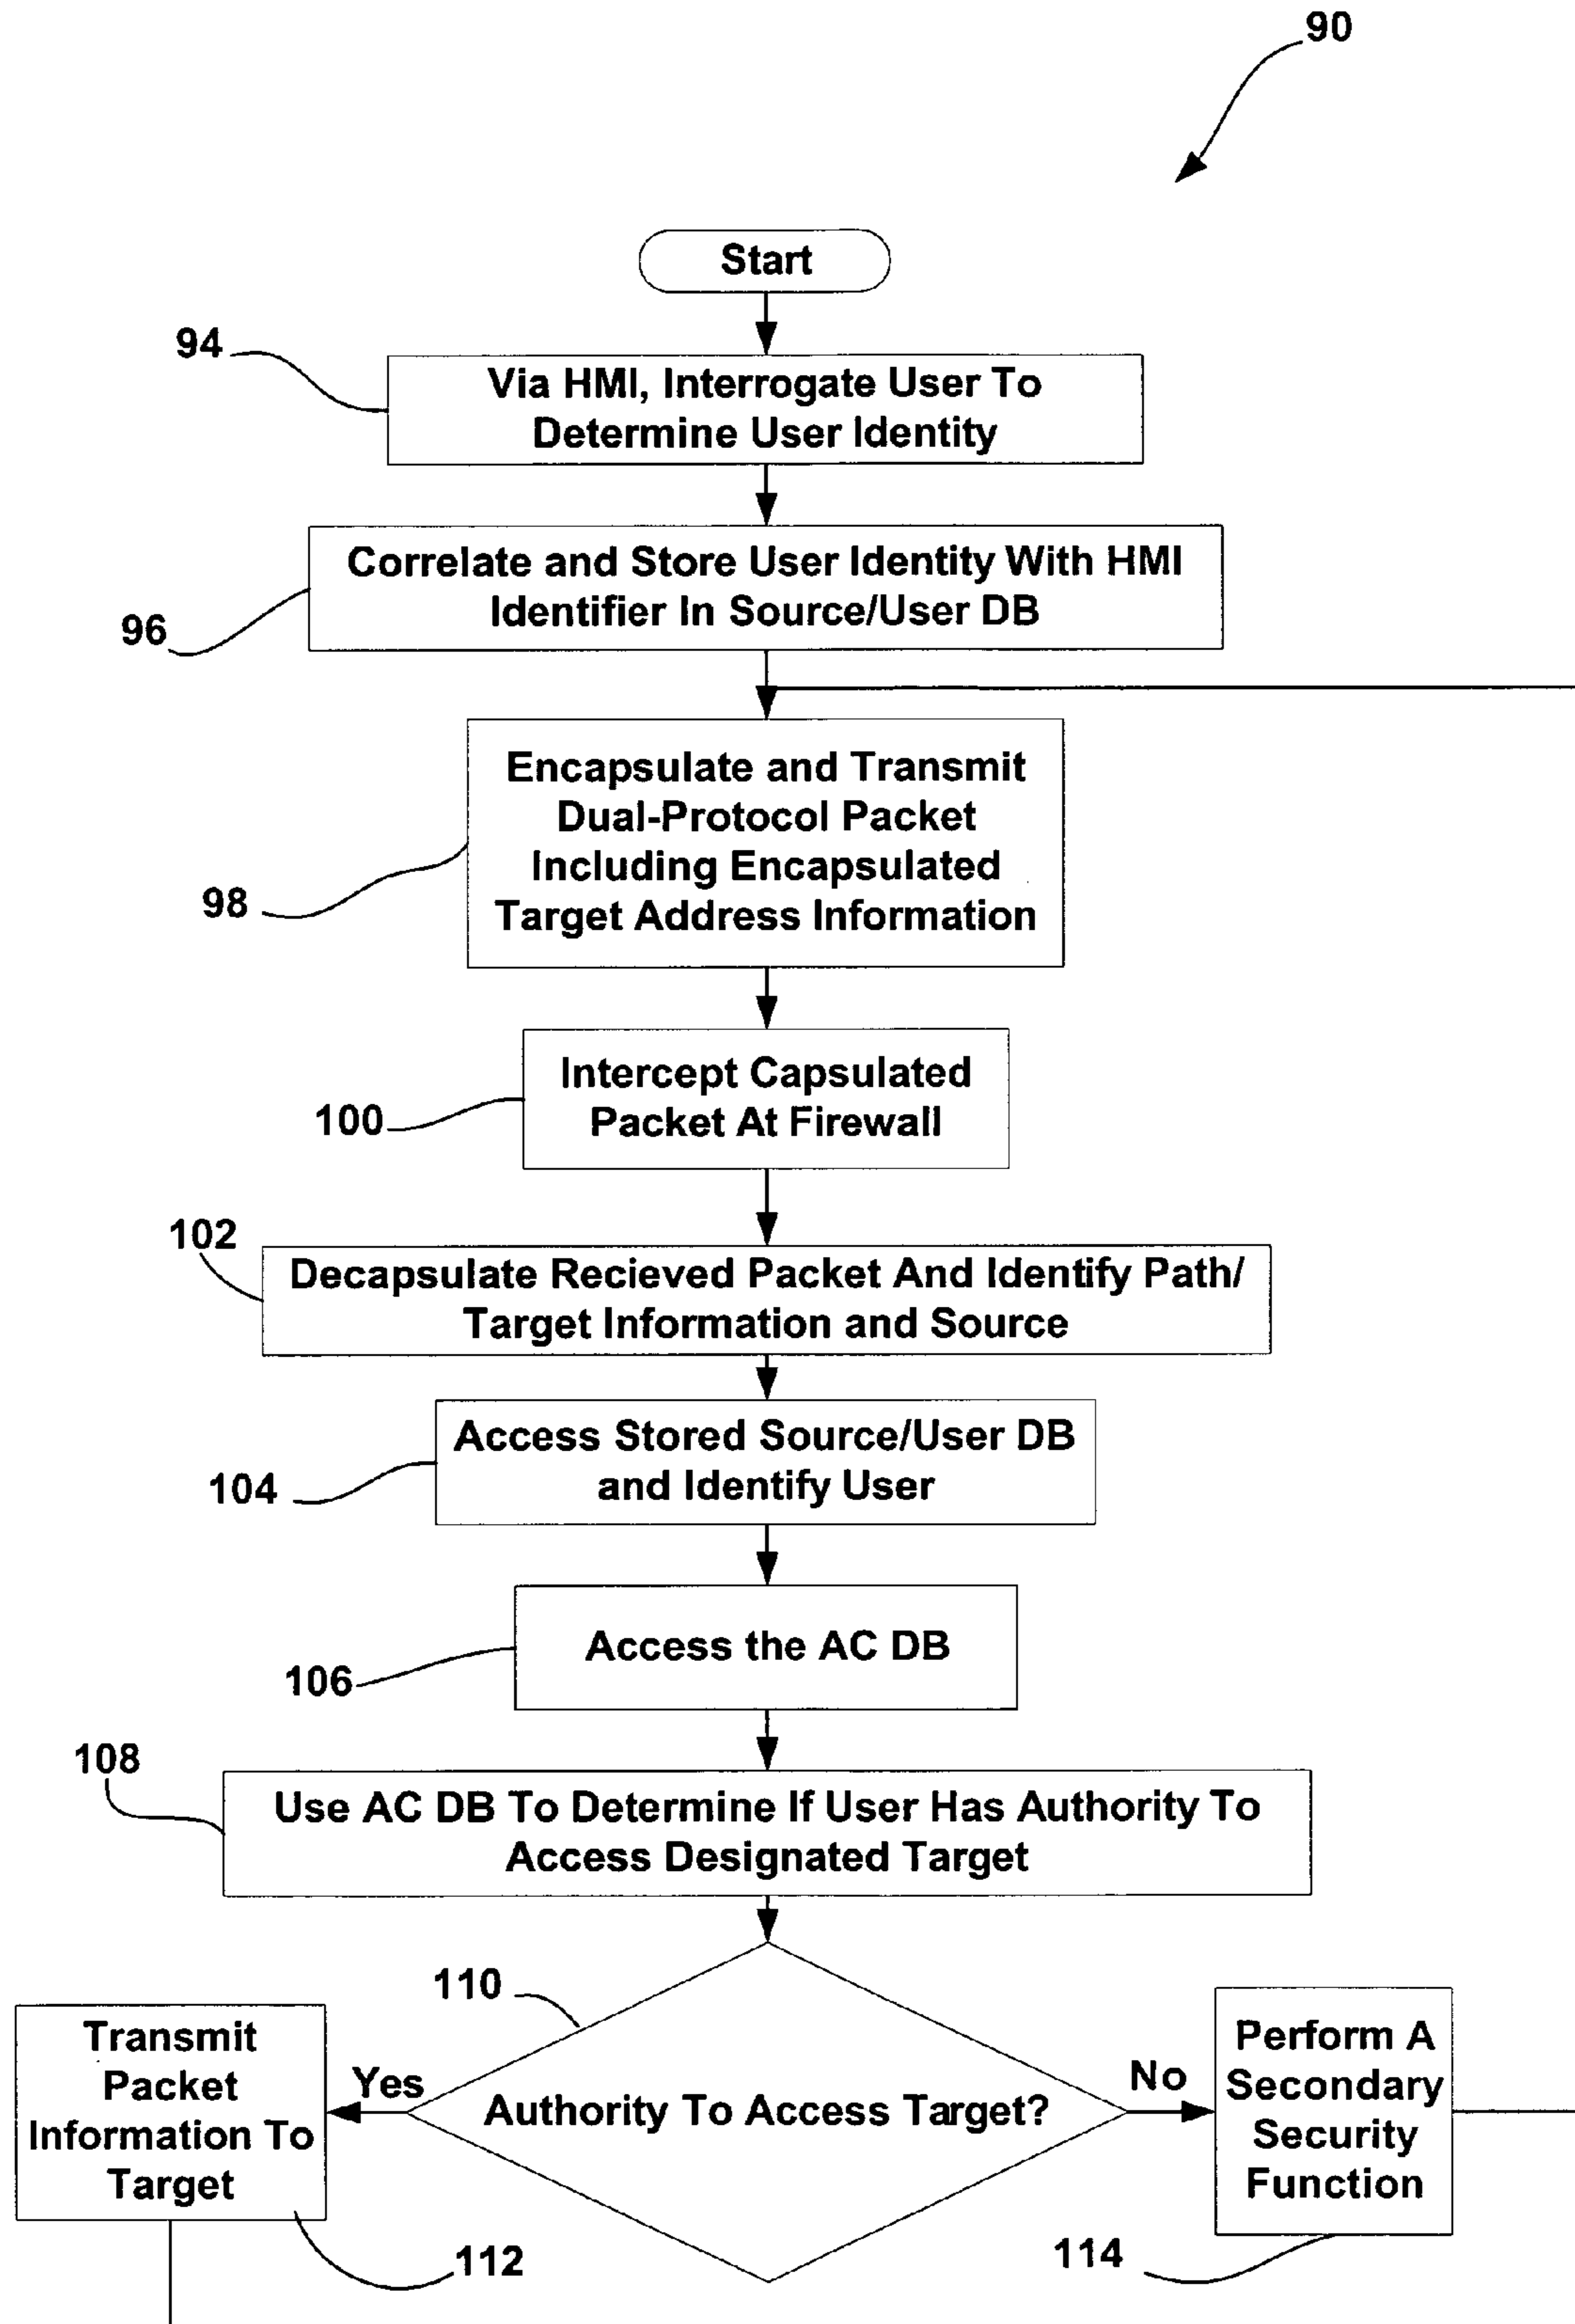 90
Start
94
Via HMI, Interrogate User To
Determine User Identity
Correlate and Store User Identity With HMI
Identifier In Source/User DB
96
Encapsulate and Transmit
Dual-Protocol Packet
Including Encapsulated
Target Address Information
98
Intercept Capsulated
Packet At Firewall
100
102
Decapsulate Recieved Packet And Identify Path/
Target Information and Source
Access Stored Source/User DB
and Identify User
104
Access the AC DB
106
108
Use AC DB To Determine If User Has Authority To
Access Designated Target
110
Transmit
Packet
Information To
Target
Yes
Authority To Access Target?
No
Perform A
Secondary
Security
Function
112
114